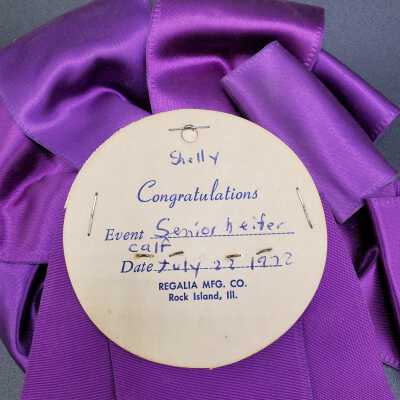 Shelly
Congratulations
Event Senior heifer
calf
Date July 22 1972
REGALIA MFG. CO.
Rock Island, Ill.